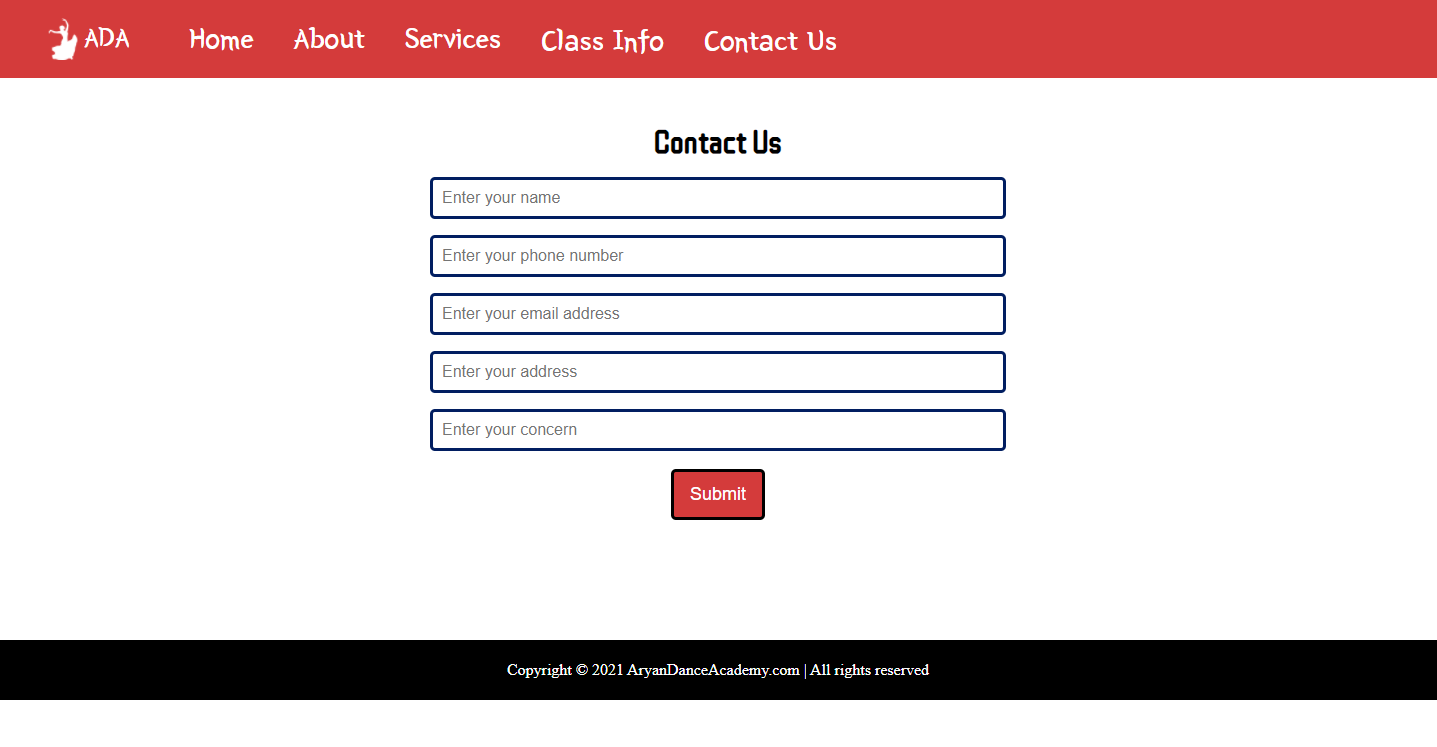 ADA Home About Services Class Info Contact Us
Contact Us
Enter your name
Enter your phone number
Enter your email address
Enter your address
Enter your concern
Submit
Copyright © 2021 AryanDanceAcademy.com | All rights reserved